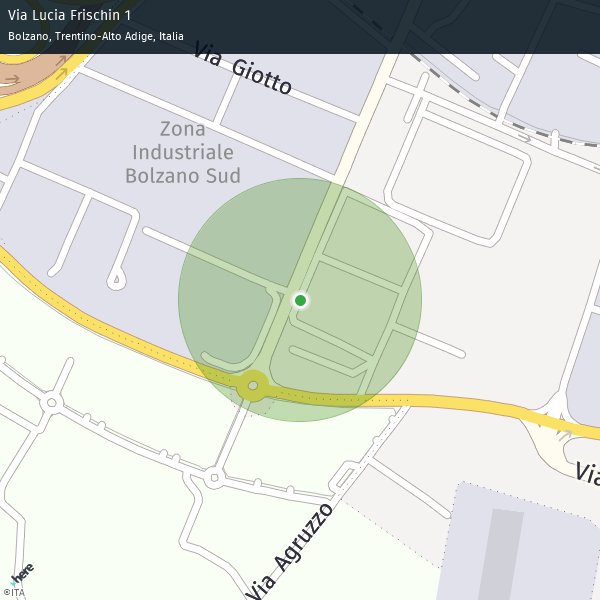 Via Lucia Frischin 1
Bolzano, Trentino-Alto Adige, Italia
Via Giotto
Zona
Industriale
Bolzano Sud
Via
Via Agruzzo
here
©ITA